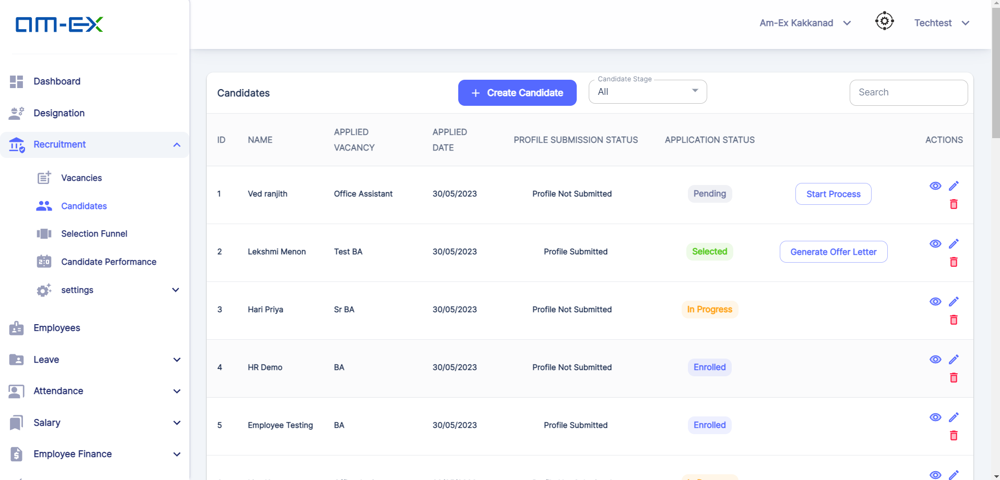 am-ex
Am-Ex Kakkanad
Techtest
Dashboard
Designation
Recruitment
Vacancies
Candidates
Selection Funnel
2:0 Candidate Performance
settings
Employees
Leave
Attendance
Salary
$ Employee Finance
Candidates
+ Create Candidate
Candidate Stage
All
Search
ID NAME APPLIED VACANCY APPLIED DATE PROFILE SUBMISSION STATUS APPLICATION STATUS ACTIONS
1 Ved ranjith Office Assistant 30/05/2023 Profile Not Submitted Pending Start Process
2 Lekshmi Menon Test BA 30/05/2023 Profile Submitted Selected Generate Offer Letter
3 Hari Priya Sr BA 30/05/2023 Profile Not Submitted In Progress
4 HR Demo BA 30/05/2023 Profile Not Submitted Enrolled
5 Employee Testing BA 30/05/2023 Profile Submitted Enrolled